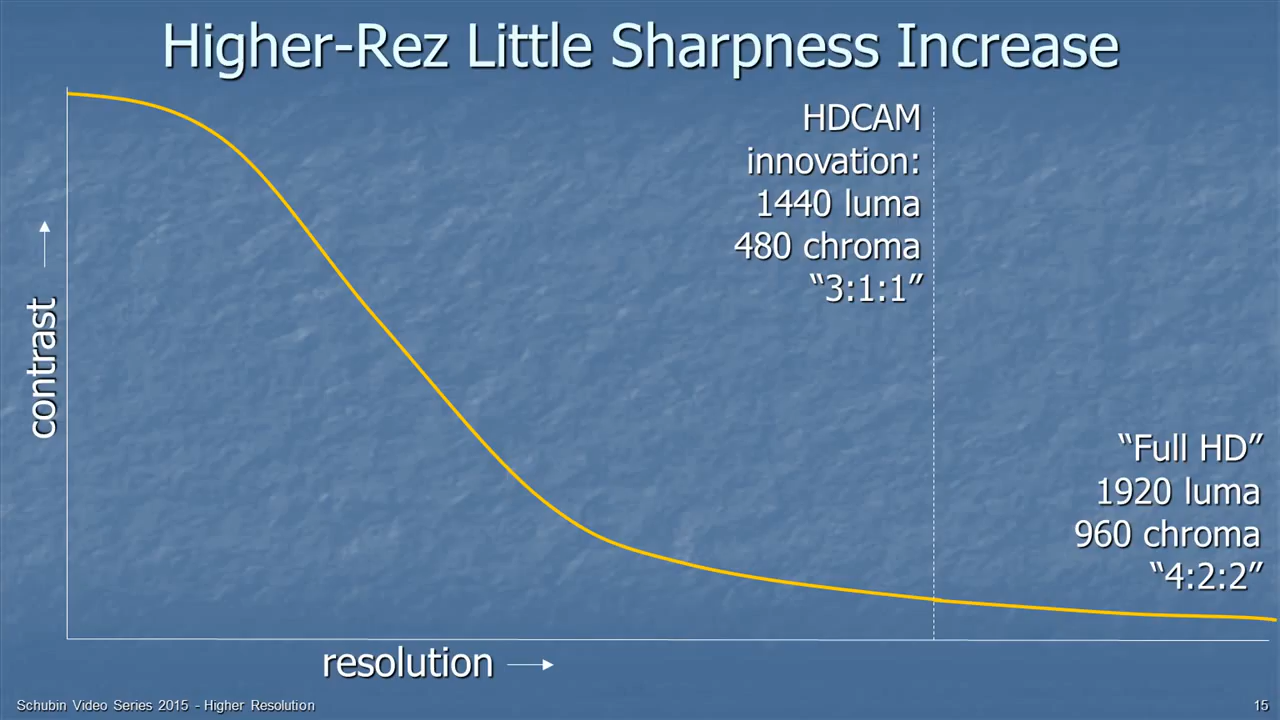 Higher-Rez Little Sharpness Increase
HDCAM
innovation:
1440 luma
480 chroma
“3:1:1”
contrast
“Full HD”
1920 luma
960 chroma
“4:2:2”
resolution
Schubin Video Series 2015 - Higher Resolution
15